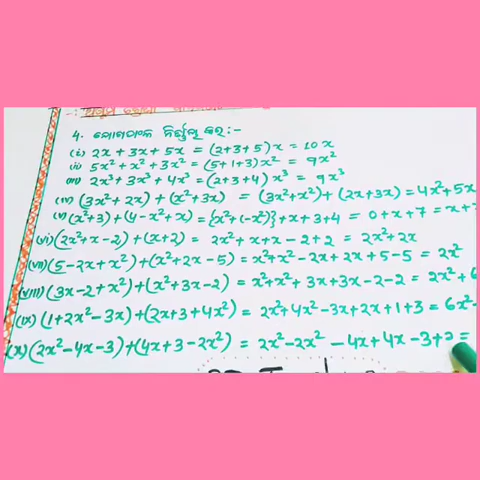 4. ଯୋଗଫଳ ନିର୍ଣ୍ଣୟ କର :-
(i) 2x + 3x + 5x = (2+3+5)x = 10x
(ii) 5x² + x² + 3x² = (5+1+3)x² = 9x²
(iii) 2x³ + 3x³ + 4x³ = (2+3+4)x³ = 9x³
(iv) (3x² + 2x) + (x² + 3x) = (3x²+x²) + (2x+3x) = 4x²+5x
(v) (x²+3) + (4-x²+x) = {x²+(-x²)} + x + 3 + 4 = 0 + x + 7 = x +
(vi) (2x²+x-2) + (x+2) = 2x² + x + x - 2 + 2 = 2x² + 2x
(vii) (5-2x+x²) + (x²+2x-5) = x²+x²-2x+2x+5-5 = 2x²
(viii) (3x-2+x²) + (x²+3x-2) = x²+x²+3x+3x-2-2 = 2x²+6
(ix) (1+2x²-3x) + (2x+3+4x²) = 2x²+4x²-3x+2x+1+3 = 6x²-
(x) (2x²-4x-3) + (4x+3-2x²) = 2x²-2x²-4x+4x-3+3 =